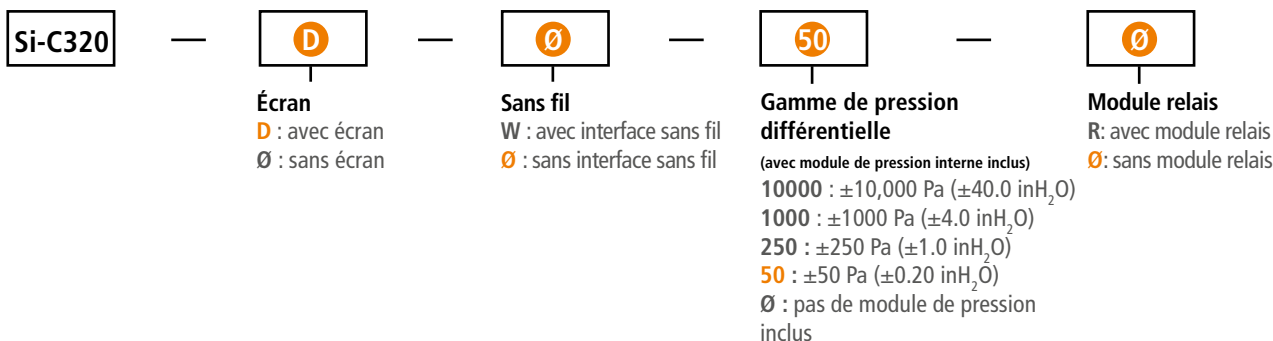 Si-C320 — D — Ø — 50 — Ø
Écran
D : avec écran
Ø : sans écran
Sans fil
W : avec interface sans fil
Ø : sans interface sans fil
Gamme de pression
différentielle
(avec module de pression interne inclus)
10000 : ±10,000 Pa (±40.0 inH₂O)
1000 : ±1000 Pa (±4.0 inH₂O)
250 : ±250 Pa (±1.0 inH₂O)
50 : ±50 Pa (±0.20 inH₂O)
Ø : pas de module de pression
inclus
Module relais
R: avec module relais
Ø: sans module relais